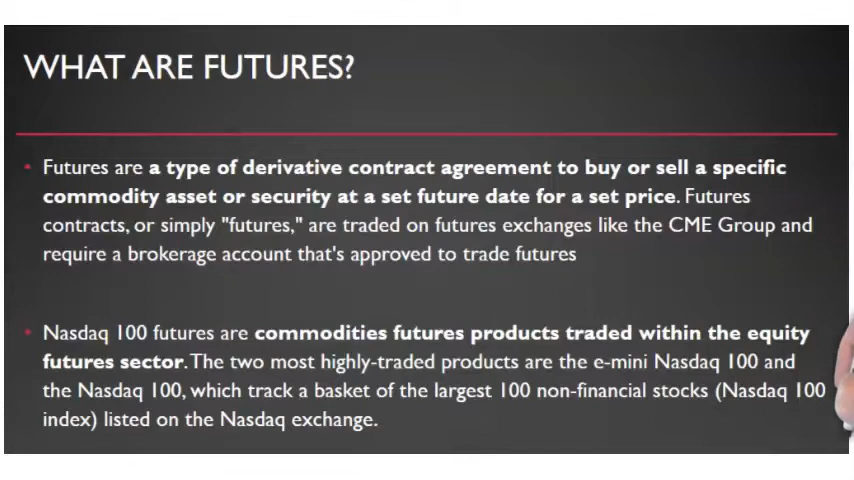 WHAT ARE FUTURES?
Futures are a type of derivative contract agreement to buy or sell a specific
commodity asset or security at a set future date for a set price. Futures
contracts, or simply "futures," are traded on futures exchanges like the CME Group and
require a brokerage account that's approved to trade futures
Nasdaq 100 futures are commodities futures products traded within the equity
futures sector. The two most highly-traded products are the e-mini Nasdaq 100 and
the Nasdaq 100, which track a basket of the largest 100 non-financial stocks (Nasdaq 100
index) listed on the Nasdaq exchange.